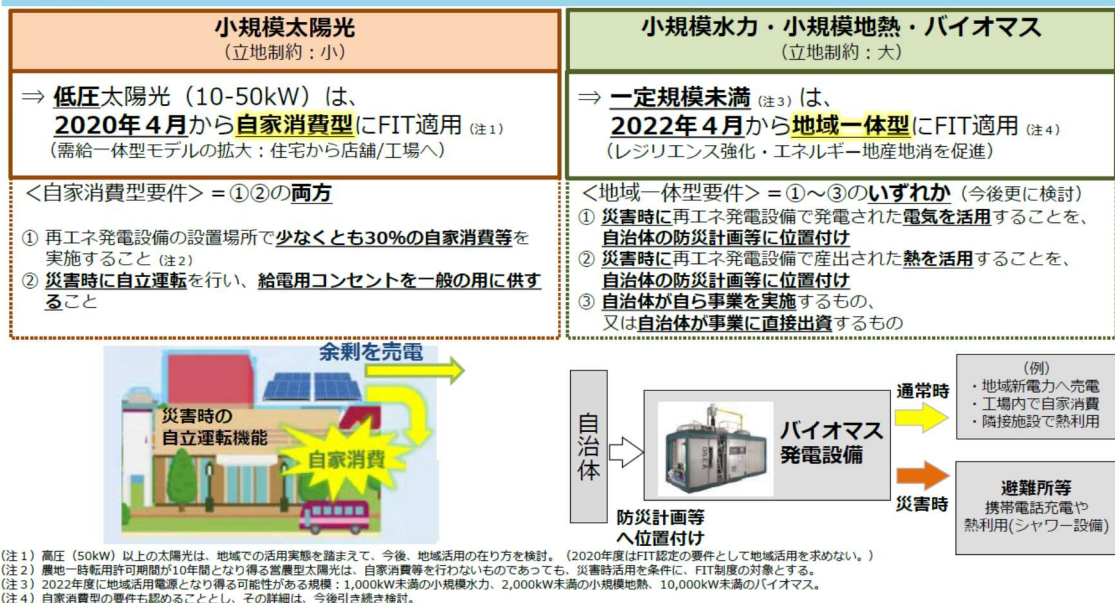 小規模太陽光
（立地制約：小）
⇒ 低圧太陽光（10-50kW）は、
2020年４月から自家消費型にFIT適用（注１）
（需給一体型モデルの拡大：住宅から店舗/工場へ）
＜自家消費型要件＞＝①②の両方
① 再エネ発電設備の設置場所で少なくとも30％の自家消費等を
実施すること（注２）
② 災害時に自立運転を行い、給電用コンセントを一般の用に供す
ること
余剰を売電
災害時の
自立運転機能
自家消費
小規模水力・小規模地熱・バイオマス
（立地制約：大）
⇒ 一定規模未満（注３）は、
2022年４月から地域一体型にFIT適用（注４）
（レジリエンス強化・エネルギー地産地消を促進）
＜地域一体型要件＞＝①～③のいずれか（今後更に検討）
① 災害時に再エネ発電設備で発電された電気を活用することを、
自治体の防災計画等に位置付け
② 災害時に再エネ発電設備で産出された熱を活用することを、
自治体の防災計画等に位置付け
③ 自治体が自ら事業を実施するもの、
又は自治体が事業に直接出資するもの
自治体
防災計画等
へ位置付け
バイオマス
発電設備
通常時
（例）
・地域新電力へ売電
・工場内で自家消費
・隣接施設で熱利用
災害時
避難所等
携帯電話充電や
熱利用(シャワー設備)
（注１）高圧（50kW）以上の太陽光は、地域での活用実態を踏まえて、今後、地域活用の在り方を検討。（2020年度はFIT認定の要件として地域活用を求めない。）
（注２）農地一時転用許可期間が10年間となり得る営農型太陽光は、自家消費等を行わないものであっても、災害時活用を条件に、FIT制度の対象とする。
（注３）2022年度に地域活用電源となり得る可能性がある規模：1,000kW未満の小規模水力、2,000kW未満の小規模地熱、10,000kW未満のバイオマス。
（注４）自家消費型の要件も認めることとし、その詳細は、今後引き続き検討。